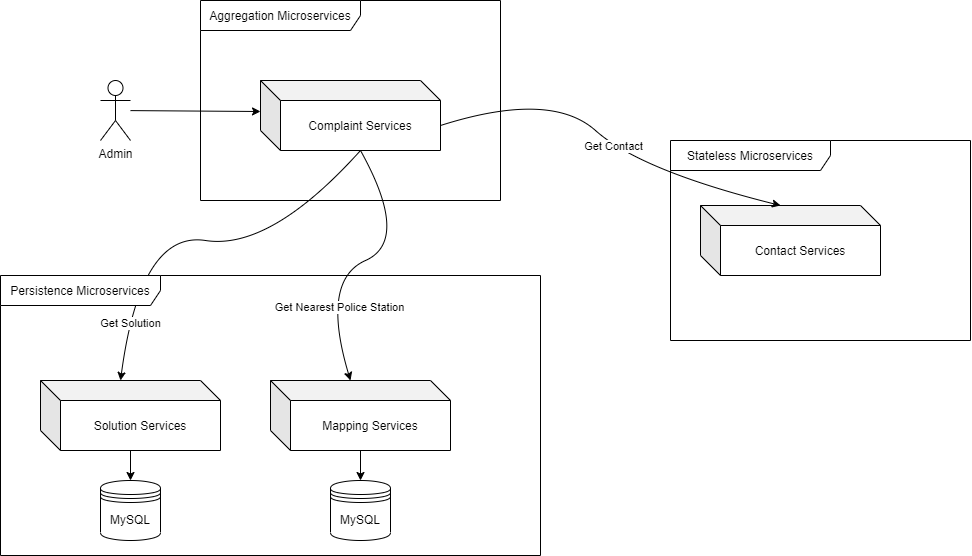 Aggregation Microservices
Complaint Services
Admin
Get Contact
Stateless Microservices
Contact Services
Persistence Microservices
Get Solution
Get Nearest Police Station
Solution Services
Mapping Services
MySQL
MySQL